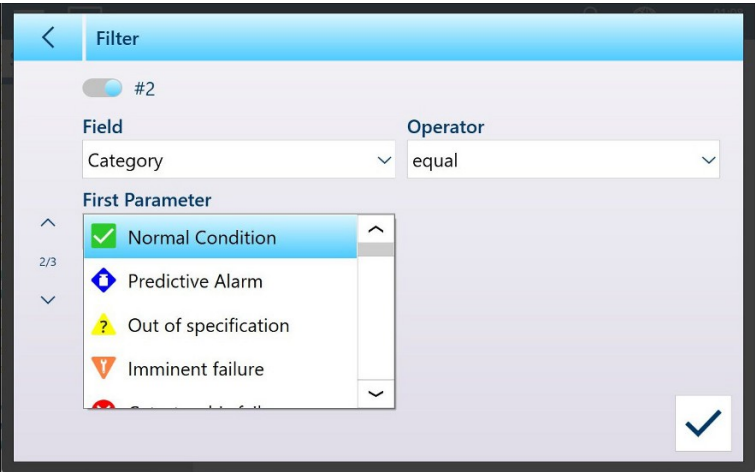 Filter
#2
Field
Operator
Category
equal
First Parameter
Normal Condition
2/3
Predictive Alarm
?
Out of specification
Imminent failure